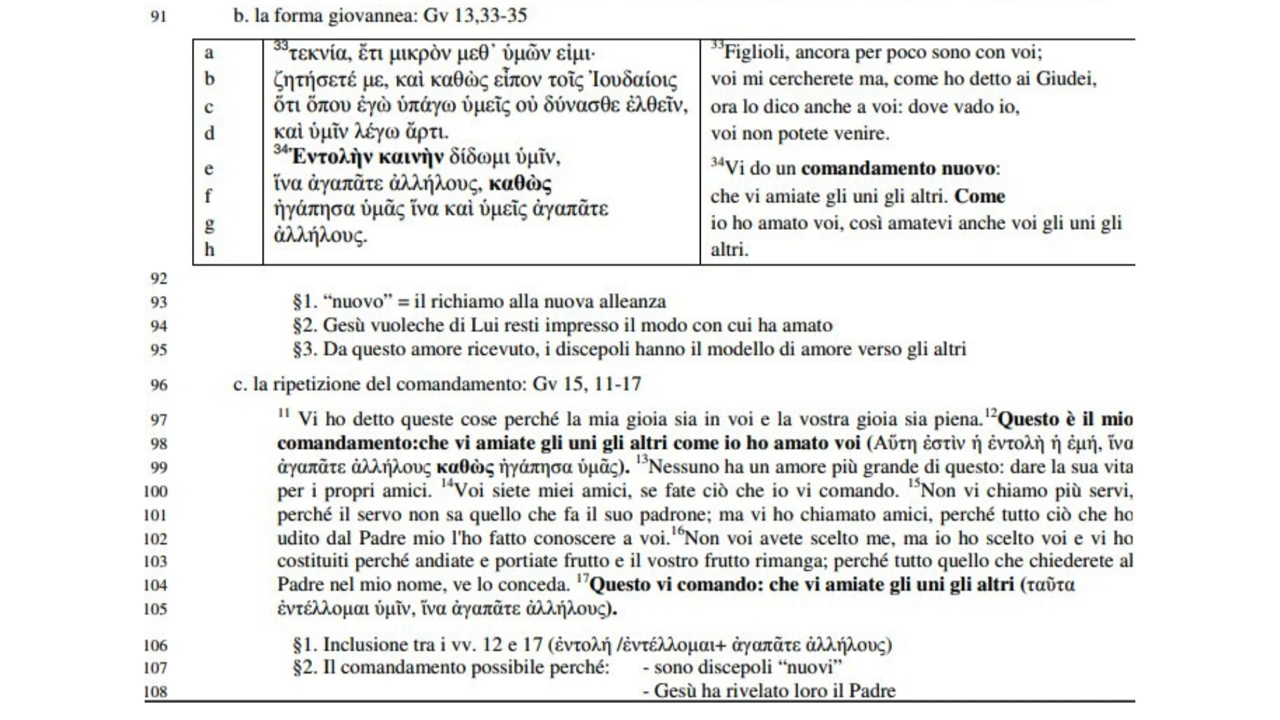 91 b. la forma giovannea: Gv 13,33-35
a ³³τεκνία, ἔτι μικρὸν μεθ᾽ ὑμῶν εἰμι· ³³Figlioli, ancora per poco sono con voi;
b ζητήσετέ με, καὶ καθὼς εἶπον τοῖς Ἰουδαίοις voi mi cercherete ma, come ho detto ai Giudei,
c ὅτι ὅπου ἐγὼ ὑπάγω ὑμεῖς οὐ δύνασθε ἐλθεῖν, ora lo dico anche a voi: dove vado io,
d καὶ ὑμῖν λέγω ἄρτι. voi non potete venire.
e ³⁴Ἐντολὴν καινὴν δίδωμι ὑμῖν, ³⁴Vi do un comandamento nuovo:
f ἵνα ἀγαπᾶτε ἀλλήλους, καθὼς che vi amiate gli uni gli altri. Come
g ἠγάπησα ὑμᾶς ἵνα καὶ ὑμεῖς ἀγαπᾶτε io ho amato voi, così amatevi anche voi gli uni gli
h ἀλλήλους. altri.
92
93 §1. “nuovo” = il richiamo alla nuova alleanza
94 §2. Gesù vuoleche di Lui resti impresso il modo con cui ha amato
95 §3. Da questo amore ricevuto, i discepoli hanno il modello di amore verso gli altri
96 c. la ripetizione del comandamento: Gv 15, 11-17
97 ¹¹ Vi ho detto queste cose perché la mia gioia sia in voi e la vostra gioia sia piena.¹²Questo è il mio
98 comandamento:che vi amiate gli uni gli altri come io ho amato voi (Αὕτη ἐστὶν ἡ ἐντολὴ ἡ ἐμή, ἵνα
99 ἀγαπᾶτε ἀλλήλους καθὼς ἠγάπησα ὑμᾶς). ¹³Nessuno ha un amore più grande di questo: dare la sua vita
100 per i propri amici. ¹⁴Voi siete miei amici, se fate ciò che io vi comando. ¹⁵Non vi chiamo più servi,
101 perché il servo non sa quello che fa il suo padrone; ma vi ho chiamato amici, perché tutto ciò che ho
102 udito dal Padre mio l'ho fatto conoscere a voi.¹⁶Non voi avete scelto me, ma io ho scelto voi e vi ho
103 costituiti perché andiate e portiate frutto e il vostro frutto rimanga; perché tutto quello che chiederete al
104 Padre nel mio nome, ve lo conceda. ¹⁷Questo vi comando: che vi amiate gli uni gli altri (ταῦτα
105 ἐντέλλομαι ὑμῖν, ἵνα ἀγαπᾶτε ἀλλήλους).
106 §1. Inclusione tra i vv. 12 e 17 (ἐντολή /ἐντέλλομαι+ ἀγαπᾶτε ἀλλήλους)
107 §2. Il comandamento possibile perché: - sono discepoli “nuovi”
108 - Gesù ha rivelato loro il Padre